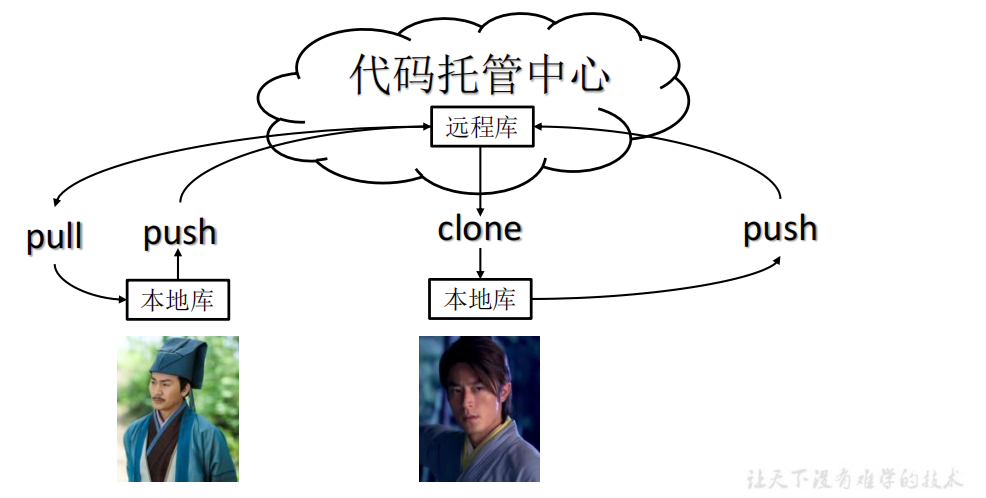 代码托管中心
远程库
pull
push
clone
push
本地库
本地库
让天下没有难学的技术